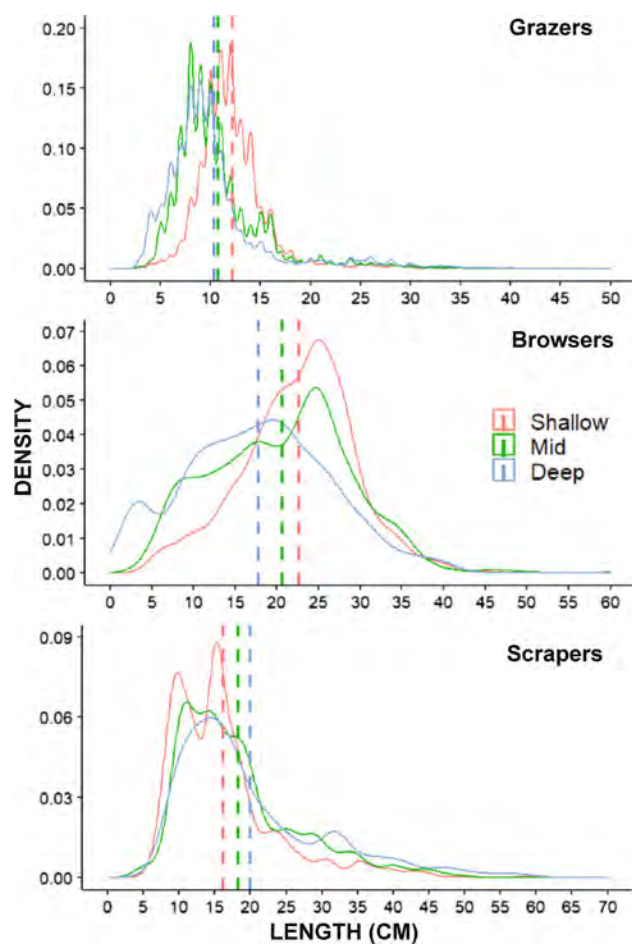 Grazers
0.20
0.15
0.10
0.05
0.00
0 5 10 15 20 25 30 35 40 45 50
Browsers
0.07
0.06
0.05
0.04
0.03
0.02
0.01
0.00
DENSITY
Shallow
Mid
Deep
0 5 10 15 20 25 30 35 40 45 50 55 60
Scrapers
0.09
0.06
0.03
0.00
0 5 10 15 20 25 30 35 40 45 50 55 60 65 70
LENGTH (CM)